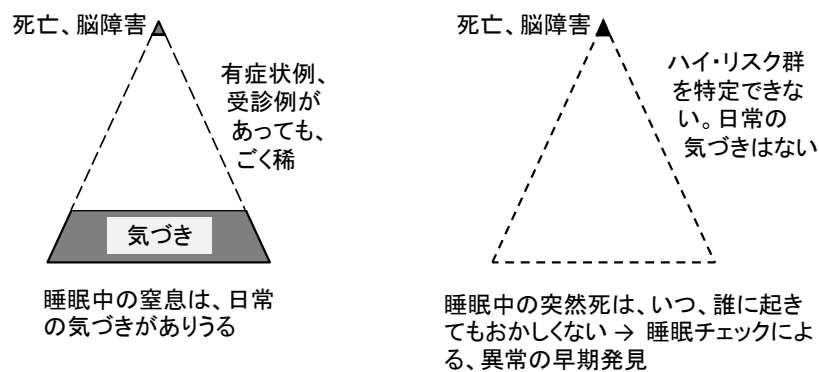 死亡、脳障害
有症状例、
受診例が
あっても、
ごく稀
気づき
睡眠中の窒息は、日常
の気づきがありうる
死亡、脳障害
ハイ・リスク群
を特定できな
い。日常の
気づきはない
睡眠中の突然死は、いつ、誰に起き
てもおかしくない → 睡眠チェックによ
る、異常の早期発見